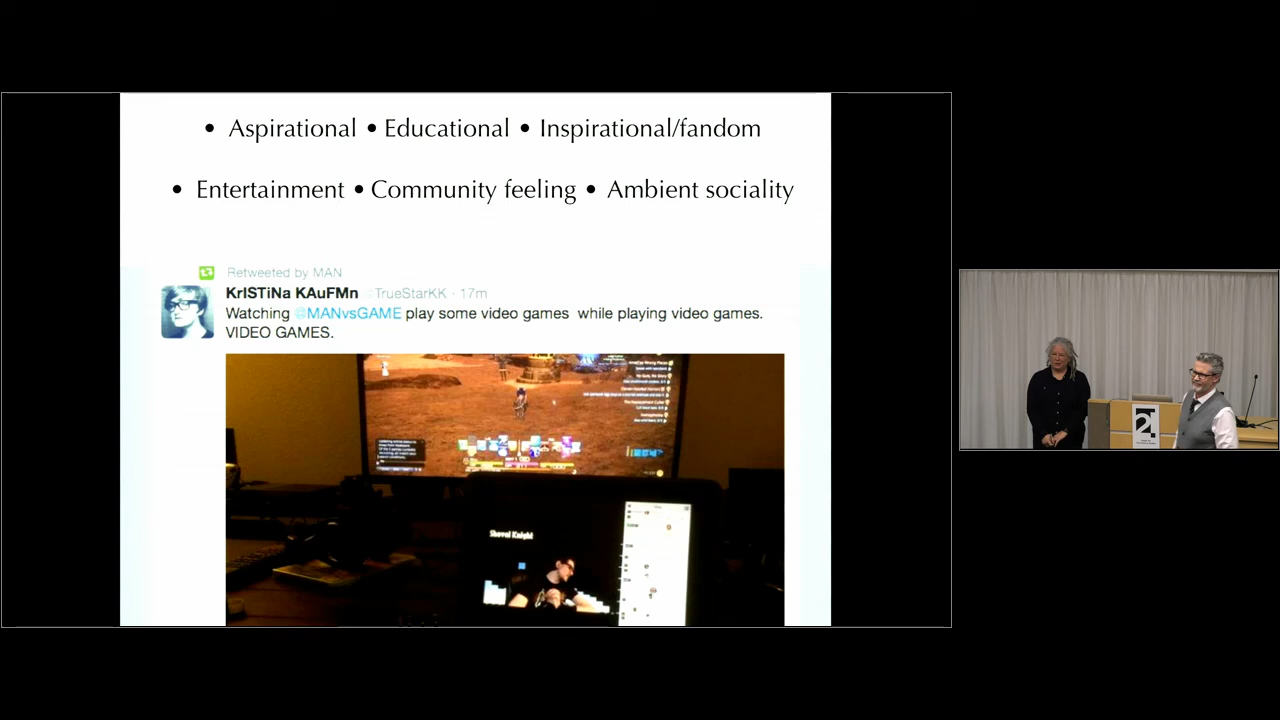 • Aspirational • Educational • Inspirational/fandom
• Entertainment • Community feeling • Ambient sociality
Retweeted by MAN
KrISTiNa KAuFMn @TrueStarKK · 17m
Watching @MANvsGAME play some video games while playing video games.
VIDEO GAMES.
Shovel Knight
2.